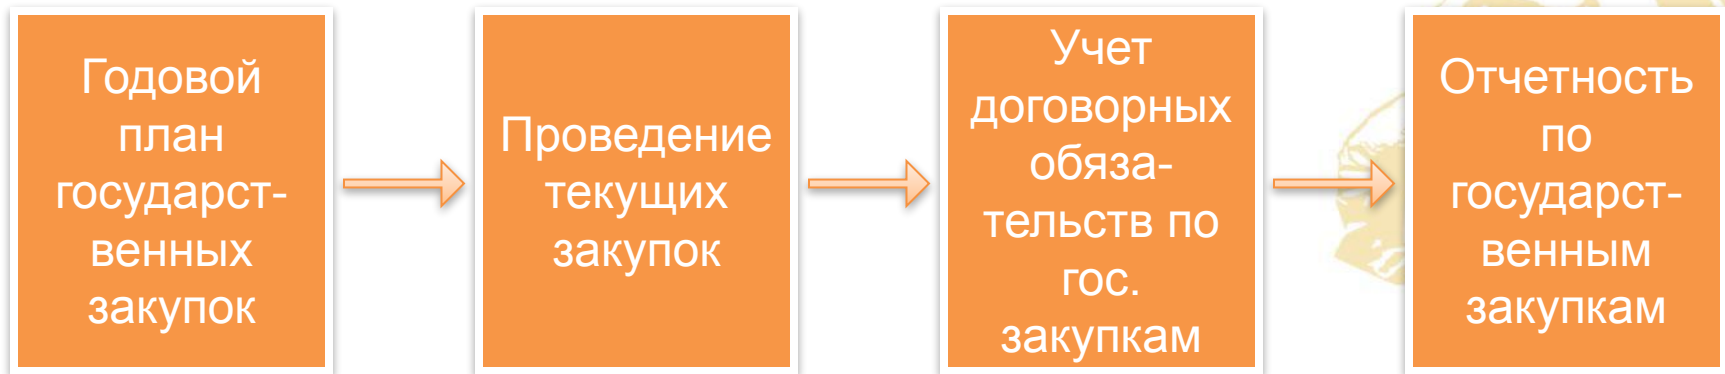 Годовой
план
государст-
венных
закупок
Проведение
текущих
закупок
Учет
договорных
обяза-
тельств по
гос.
закупкам
Отчетность
по
государст-
венным
закупкам